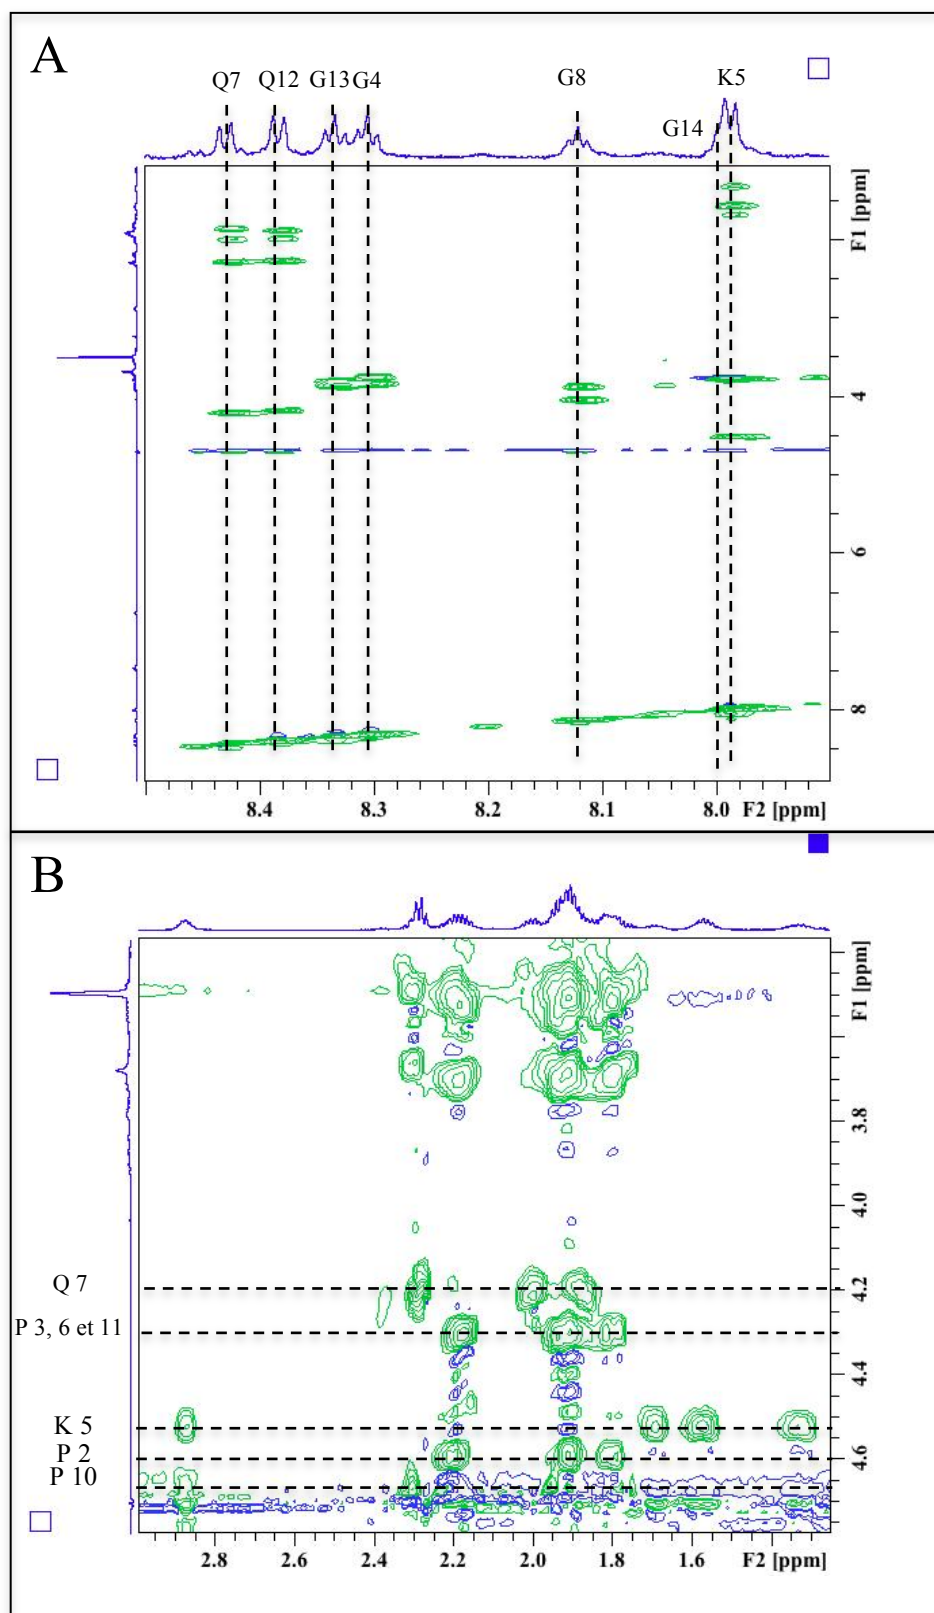 A
Q7 Q12 G13 G4 G8 K5
G14
F1 [ppm]
4
6
8
8.4 8.3 8.2 8.1 8.0 F2 [ppm]
B
F1 [ppm]
3.8
4.0
Q 7
4.2
P 3, 6 et 11
4.4
K 5
P 2
4.6
P 10
2.8 2.6 2.4 2.2 2.0 1.8 1.6 F2 [ppm]